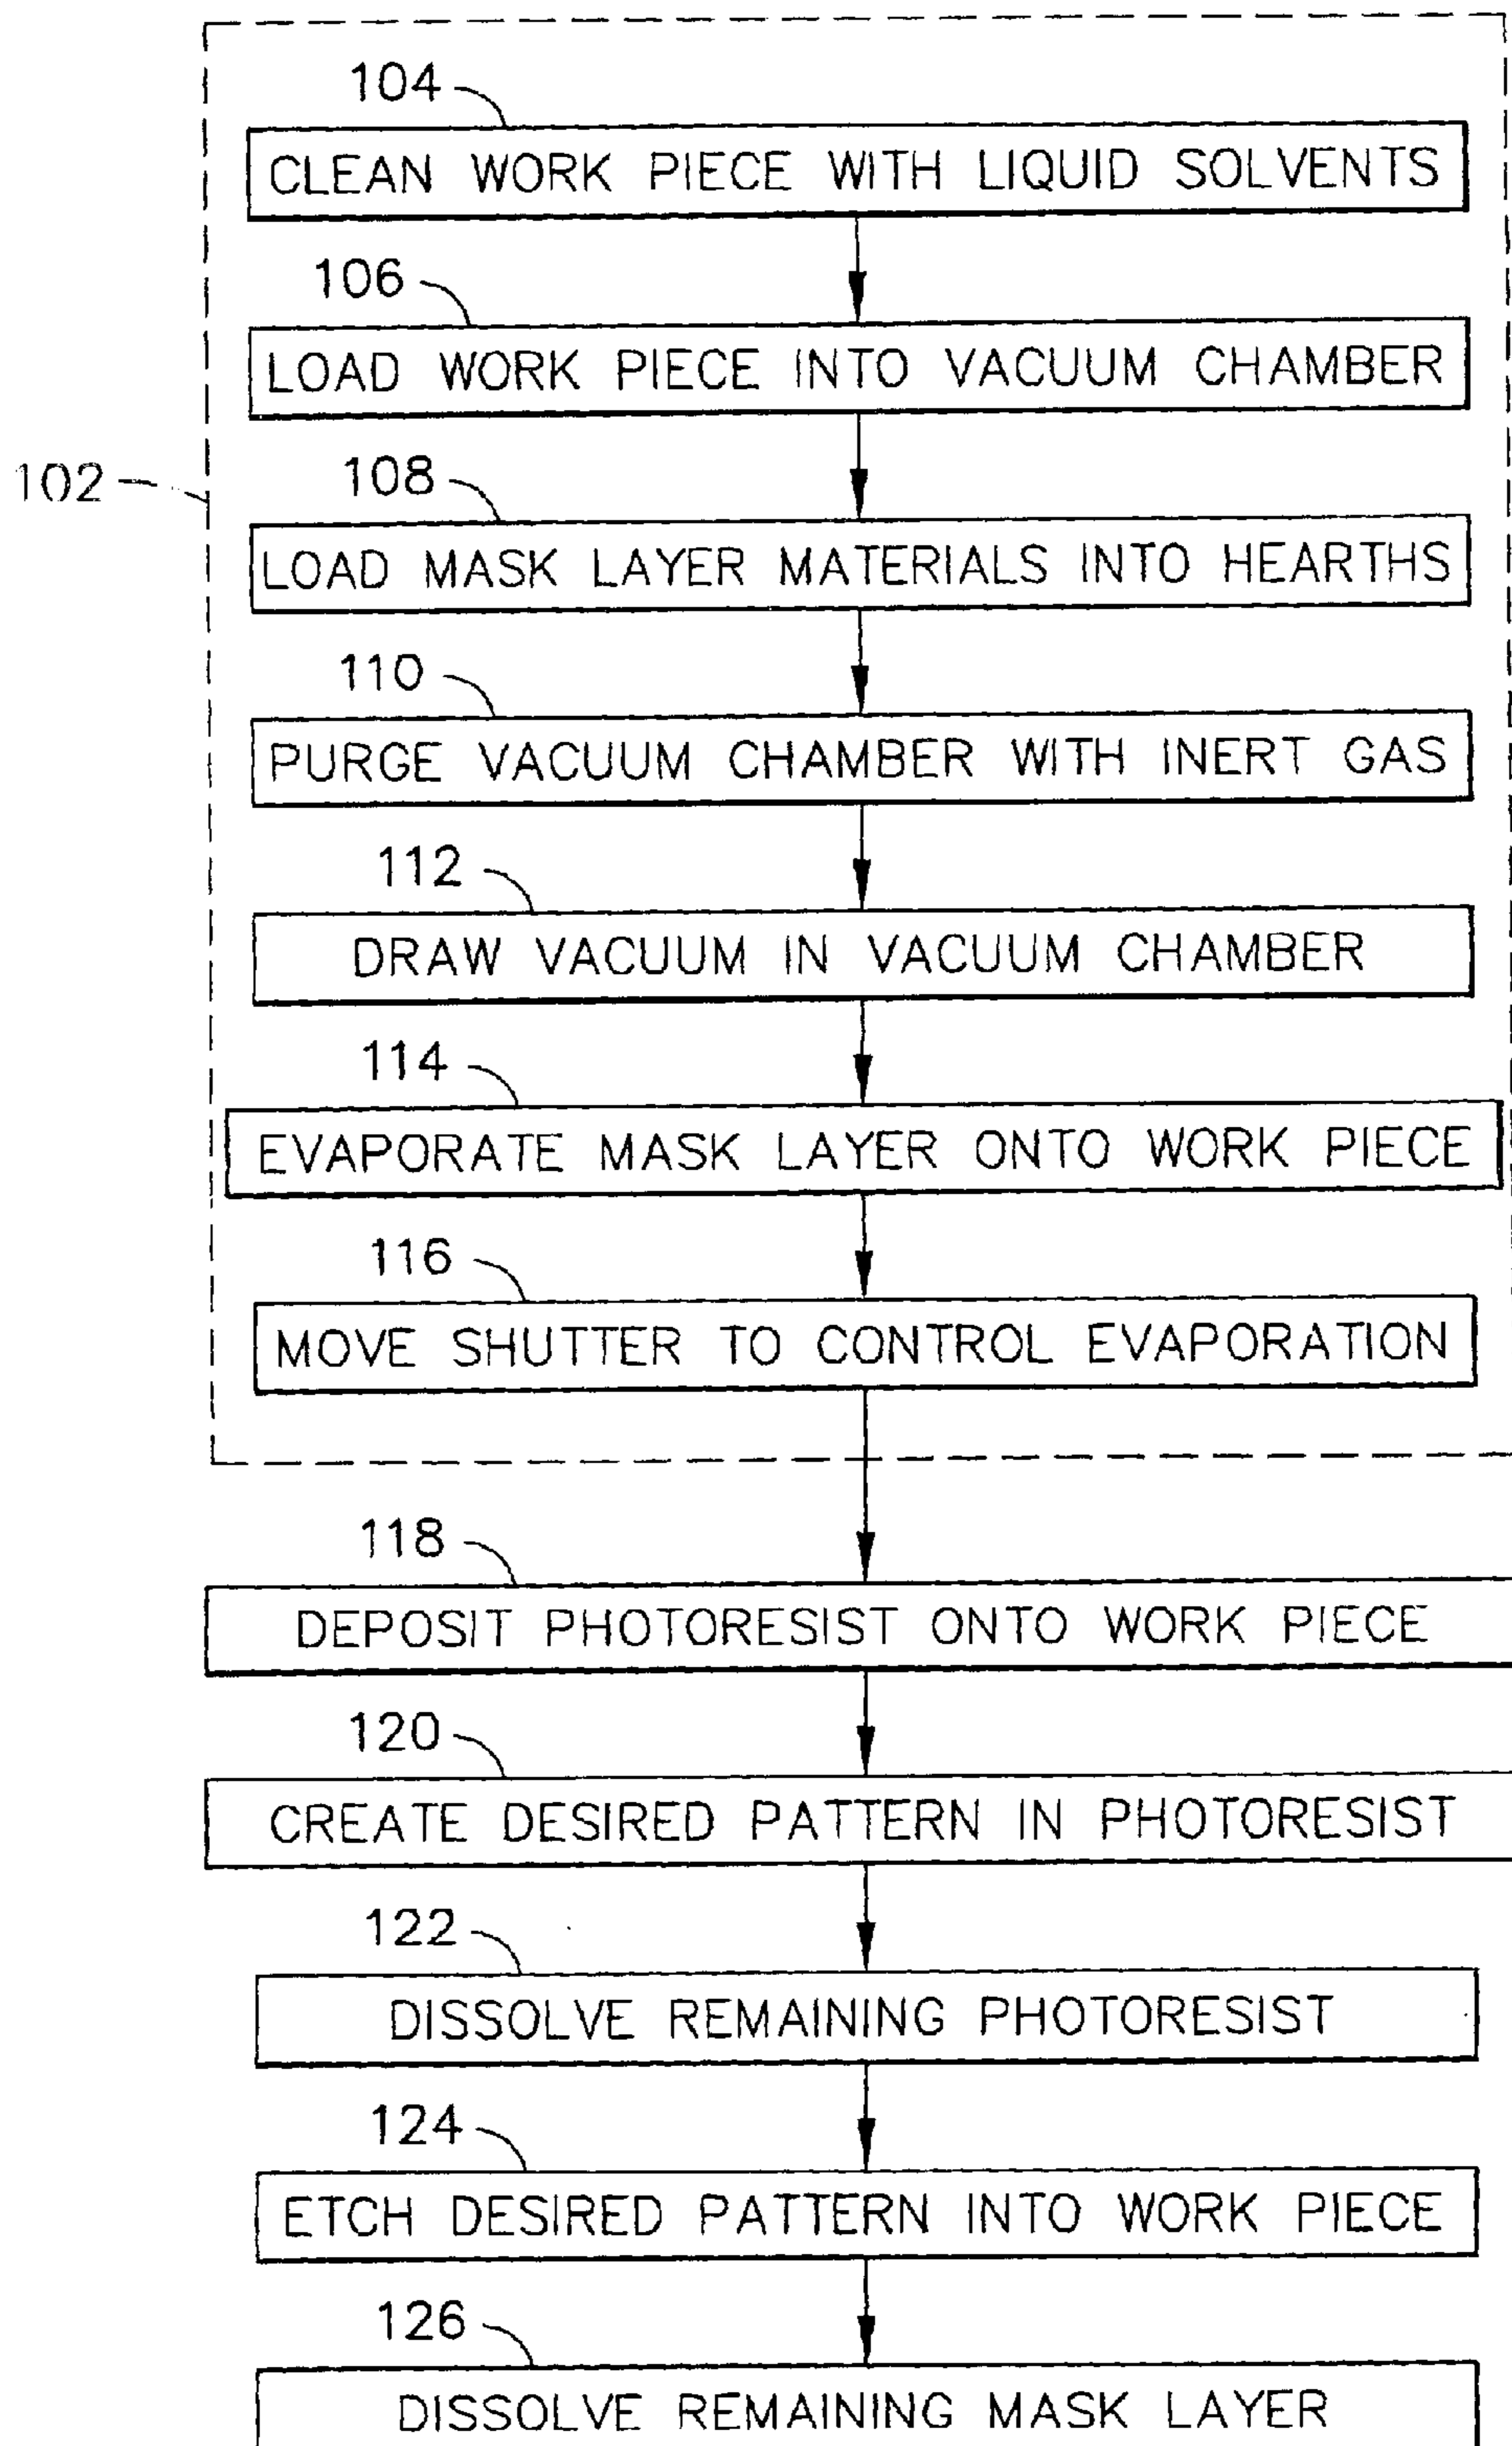 104
CLEAN WORK PIECE WITH LIQUID SOLVENTS
106
LOAD WORK PIECE INTO VACUUM CHAMBER
102
108
LOAD MASK LAYER MATERIALS INTO HEARTHS
110
PURGE VACUUM CHAMBER WITH INERT GAS
112
DRAW VACUUM IN VACUUM CHAMBER
114
EVAPORATE MASK LAYER ONTO WORK PIECE
116
MOVE SHUTTER TO CONTROL EVAPORATION
118
DEPOSIT PHOTORESIST ONTO WORK PIECE
120
CREATE DESIRED PATTERN IN PHOTORESIST
122
DISSOLVE REMAINING PHOTORESIST
124
ETCH DESIRED PATTERN INTO WORK PIECE
126
DISSOLVE REMAINING MASK LAYER